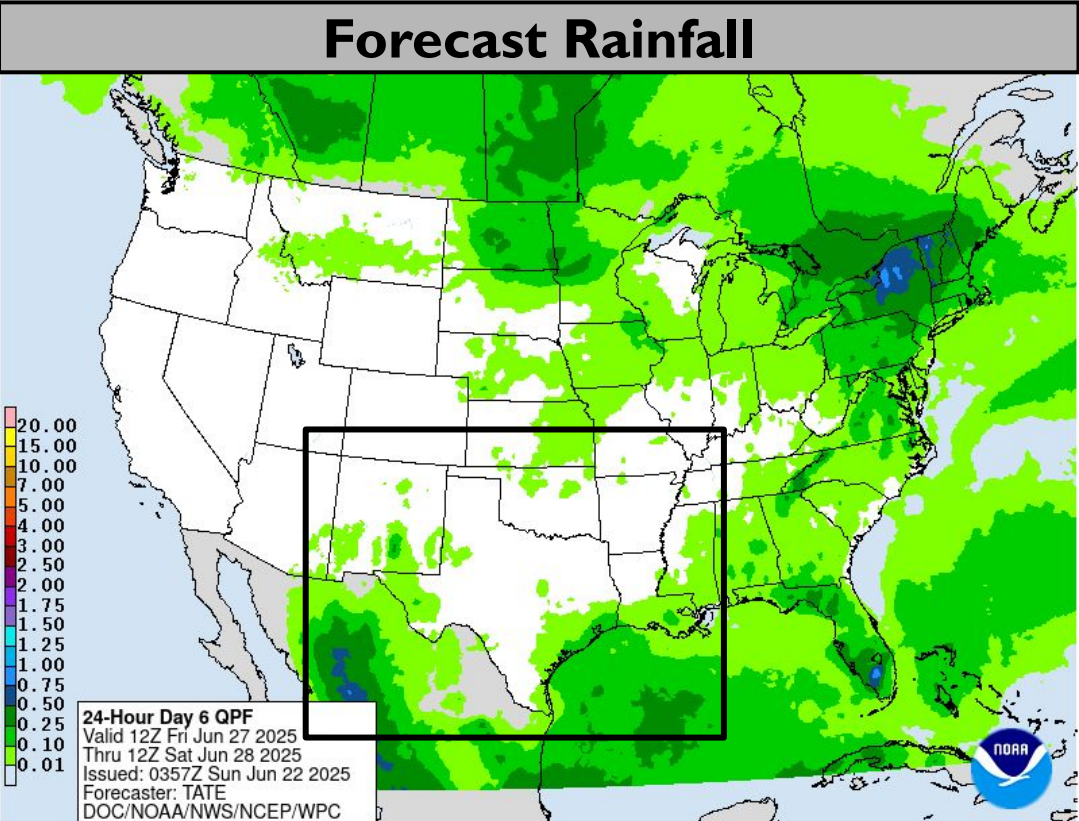 Forecast Rainfall
20.00
15.00
10.00
7.00
5.00
4.00
3.00
2.50
2.00
1.75
1.50
1.25
1.00
0.75
0.50
0.25
0.10
0.01
24-Hour Day 6 QPF
Valid 12Z Fri Jun 27 2025
Thru 12Z Sat Jun 28 2025
Issued: 0357Z Sun Jun 22 2025
Forecaster: TATE
DOC/NOAA/NWS/NCEP/WPC
NOAA